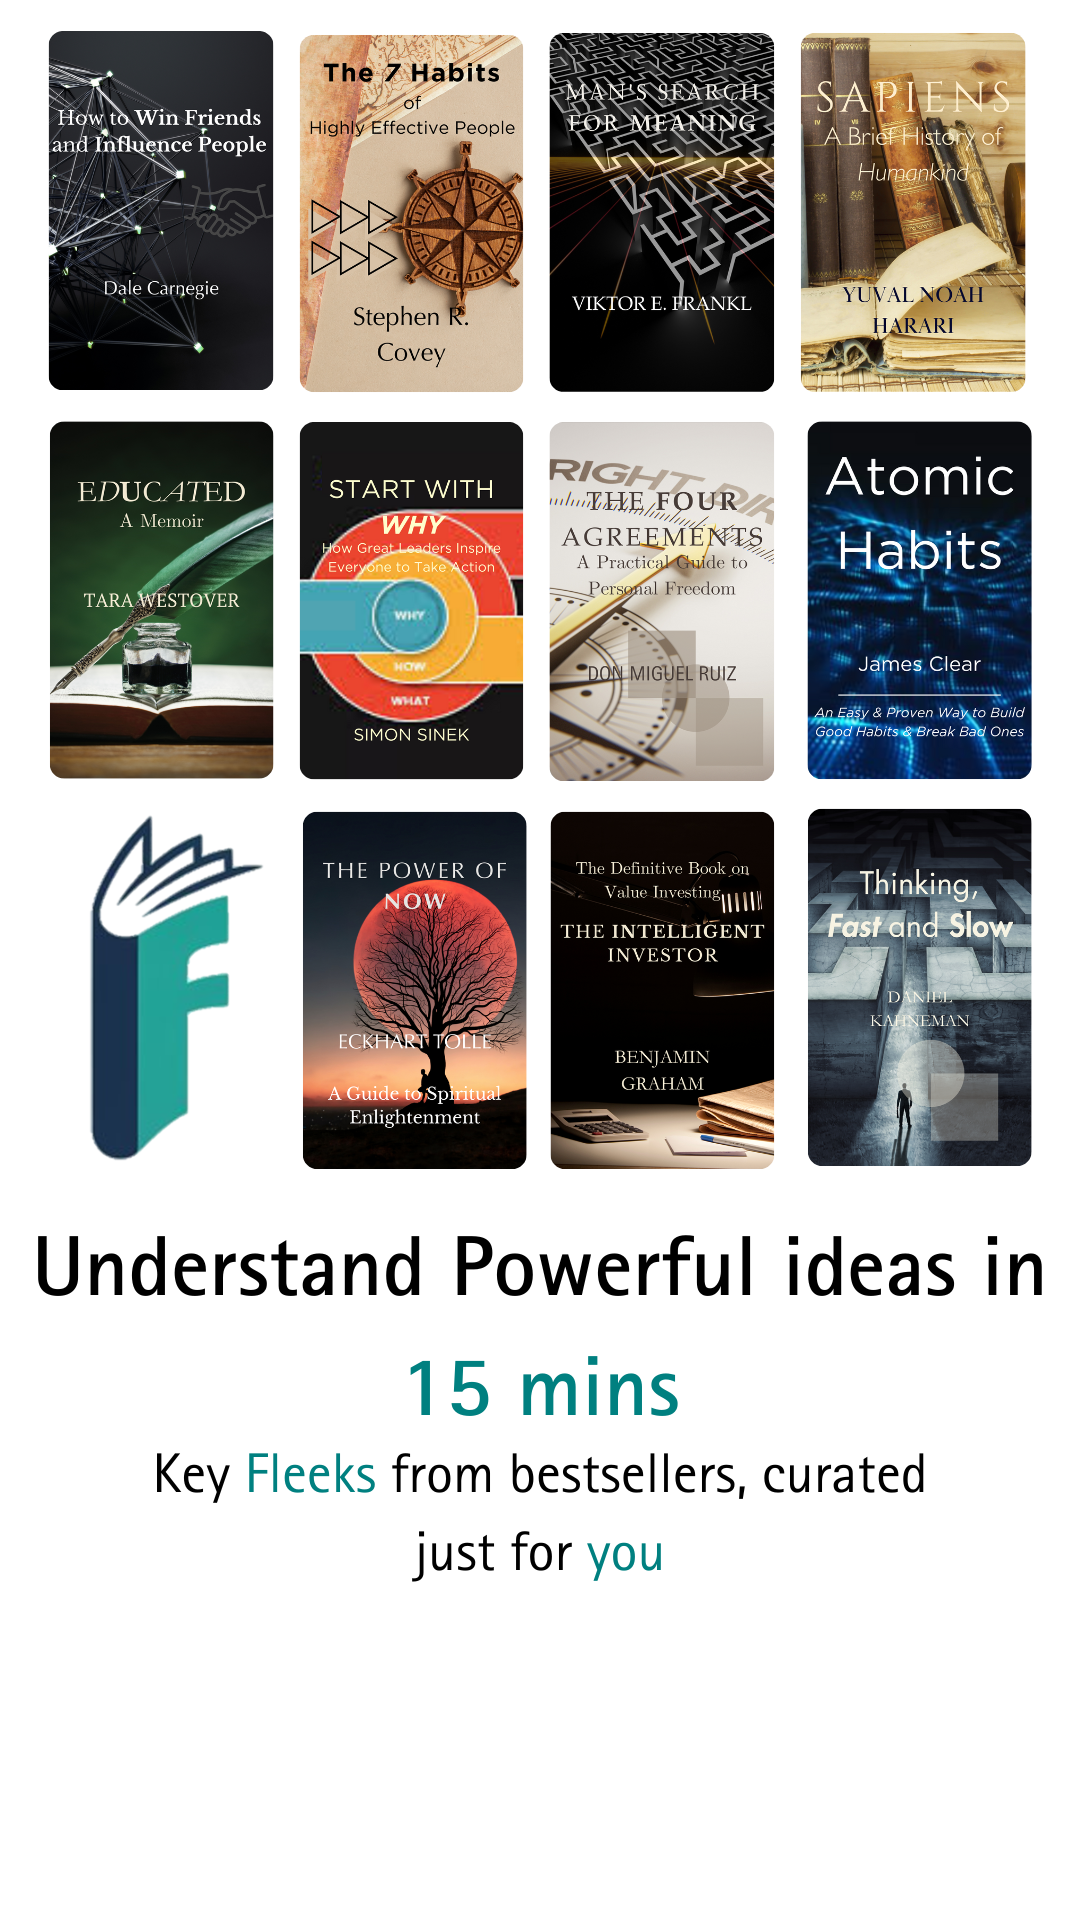 How to Win Friends
and Influence People
Dale Carnegie
The 7 Habits
of
Highly Effective People
N
Stephen R.
Covey
MAN'S SEARCH
FOR MEANING
VIKTOR E. FRANKL
SAPIENS
IV VII
A Brief History of
Humankind
YUVAL NOAH
HARARI
EDUCATED
A Memoir
TARA WESTOVER
START WITH
WHY
How Great Leaders Inspire
Everyone to Take Action
WHY
HOW
WHAT
SIMON SINEK
RIGHT DIR
THE FOUR
AGREEMENTS
A Practical Guide to
Personal Freedom
DON MIGUEL RUIZ
Atomic
Habits
James Clear
An Easy & Proven Way to Build
Good Habits & Break Bad Ones
F
THE POWER OF
NOW
ECKHART TOLLE
A Guide to Spiritual
Enlightenment
The Definitive Book on
Value Investing
THE INTELLIGENT
INVESTOR
BENJAMIN
GRAHAM
Thinking,
Fast and Slow
DANIEL
KAHNEMAN
Understand Powerful ideas in
15 mins
Key Fleeks from bestsellers, curated
just for you